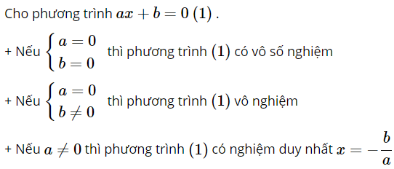 Cho phương trình $ax + b = 0\,(1)$ .
+ Nếu $\begin{cases} a = 0 \\ b = 0 \end{cases}$ thì phương trình $(1)$ có vô số nghiệm
+ Nếu $\begin{cases} a = 0 \\ b \neq 0 \end{cases}$ thì phương trình $(1)$ vô nghiệm
+ Nếu $a \neq 0$ thì phương trình $(1)$ có nghiệm duy nhất $x = -\dfrac{b}{a}$